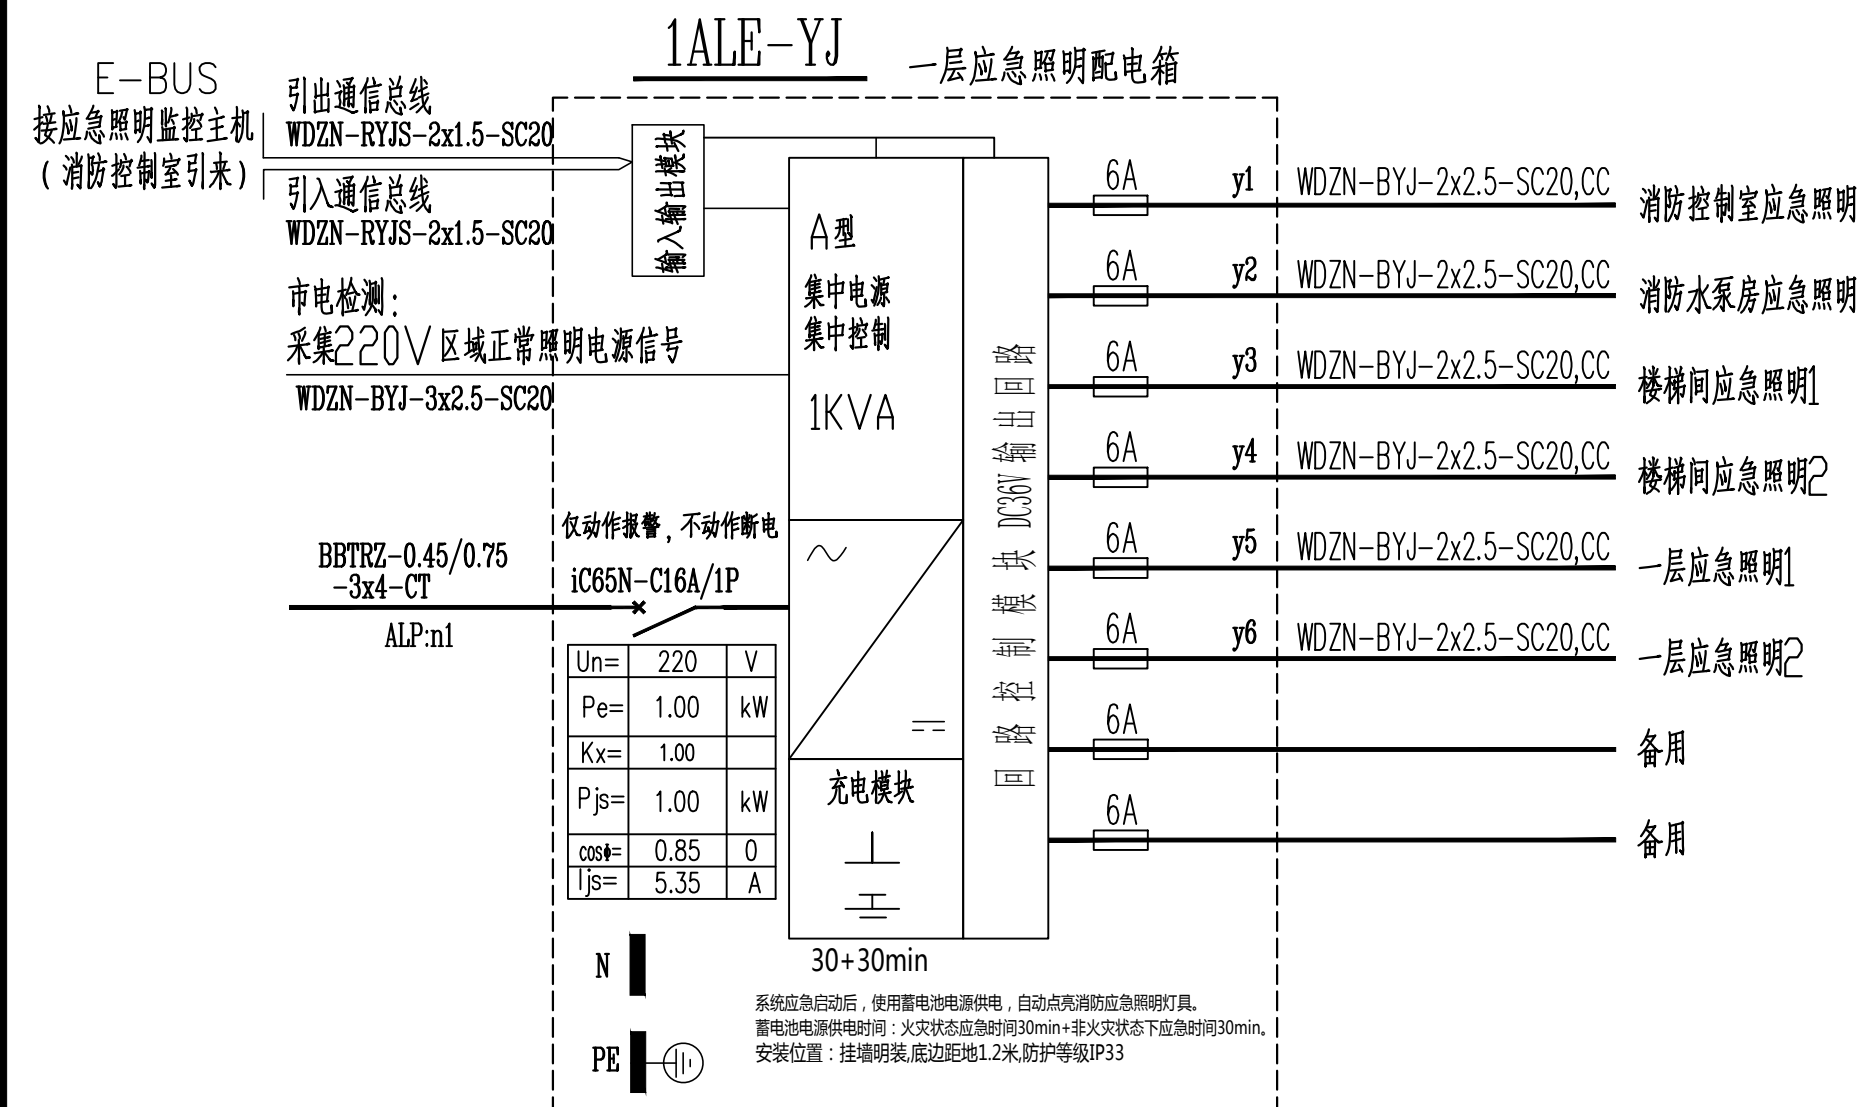 1ALE-YJ
一层应急照明配电箱
E-BUS
接应急照明监控主机
(消防控制室引来)
引出通信总线
WDZN-RYJS-2x1.5-SC20
引入通信总线
WDZN-RYJS-2x1.5-SC20
输入输出模块
市电检测:
采集220V区域正常照明电源信号
WDZN-BYJ-3x2.5-SC20
A型
集中电源
集中控制
1KVA
仅动作报警,不动作断电
BBTRZ-0.45/0.75
-3x4-CT
iC65N-C16A/1P
ALP:n1
Un= 220 V
Pe= 1.00 kW
Kx= 1.00
Pjs= 1.00 kW
cosΦ= 0.85 0
Ijs= 5.35 A
充电模块
回路控制模块 DC36V输出回路
30+30min
6A y1 WDZN-BYJ-2x2.5-SC20,CC 消防控制室应急照明
6A y2 WDZN-BYJ-2x2.5-SC20,CC 消防水泵房应急照明
6A y3 WDZN-BYJ-2x2.5-SC20,CC 楼梯间应急照明1
6A y4 WDZN-BYJ-2x2.5-SC20,CC 楼梯间应急照明2
6A y5 WDZN-BYJ-2x2.5-SC20,CC 一层应急照明1
6A y6 WDZN-BYJ-2x2.5-SC20,CC 一层应急照明2
6A 备用
6A 备用
N
PE
系统应急启动后,使用蓄电池电源供电,自动点亮消防应急照明灯具。
蓄电池电源供电时间:火灾状态应急时间30min+非火灾状态下应急时间30min。
安装位置:挂墙明装,底边距地1.2米,防护等级IP33